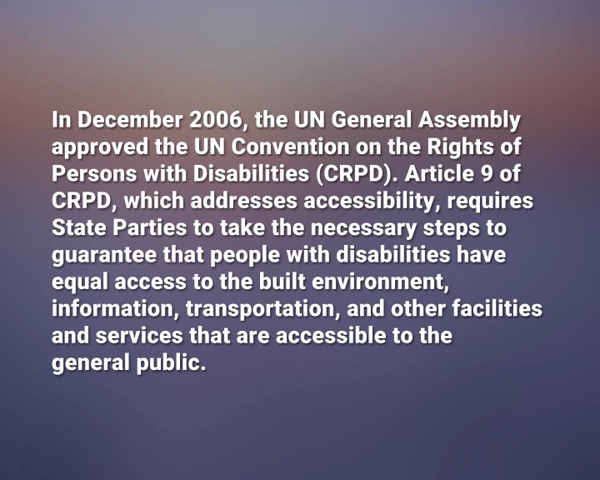 In December 2006, the UN General Assembly
approved the UN Convention on the Rights of
Persons with Disabilities (CRPD). Article 9 of
CRPD, which addresses accessibility, requires
State Parties to take the necessary steps to
guarantee that people with disabilities have
equal access to the built environment,
information, transportation, and other facilities
and services that are accessible to the
general public.